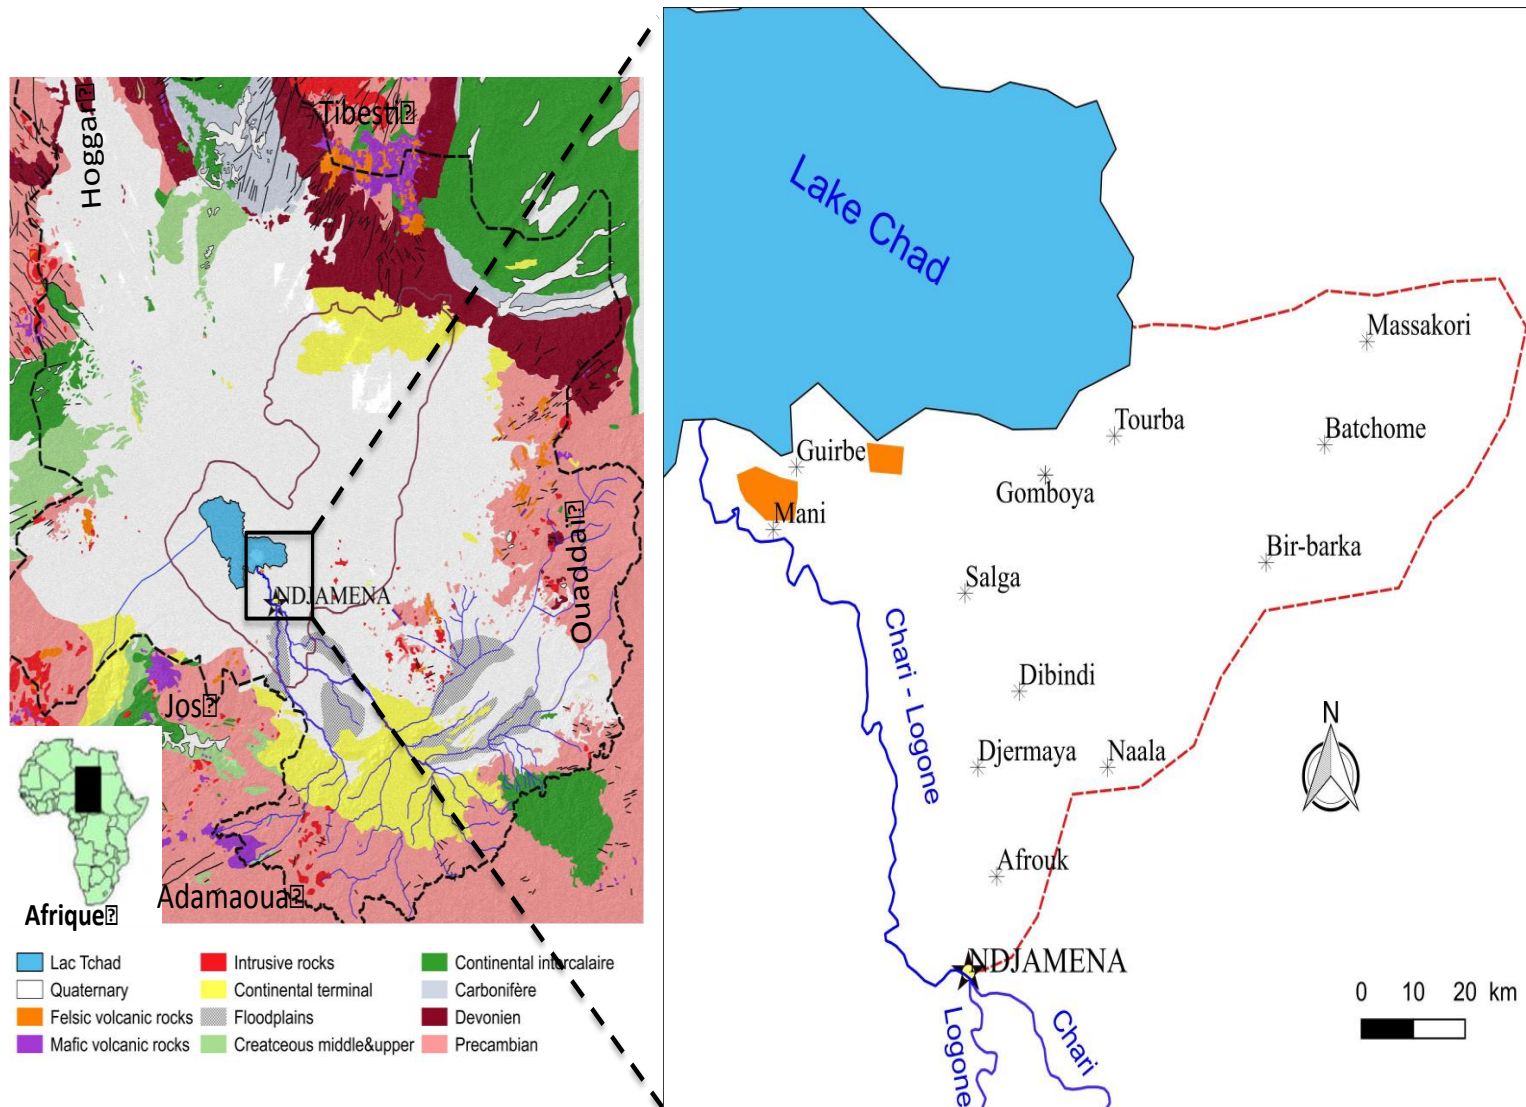 Hoggar
Tibesti
Ouaddaï
NDJAMENA
Jos
Adamaoua
Afrique
Lac Tchad
Quaternary
Felsic volcanic rocks
Mafic volcanic rocks
Intrusive rocks
Continental terminal
Floodplains
Creatceous middle&upper
Continental intercalaire
Carbonifère
Devonien
Precambian
Lake Chad
Massakori
Tourba
Batchome
Guirbe
Gomboya
Mani
Bir-barka
Salga
Chari - Logone
Dibindi
Djermaya
Naala
N
Afrouk
NDJAMENA
Logone
Chari
0 10 20 km